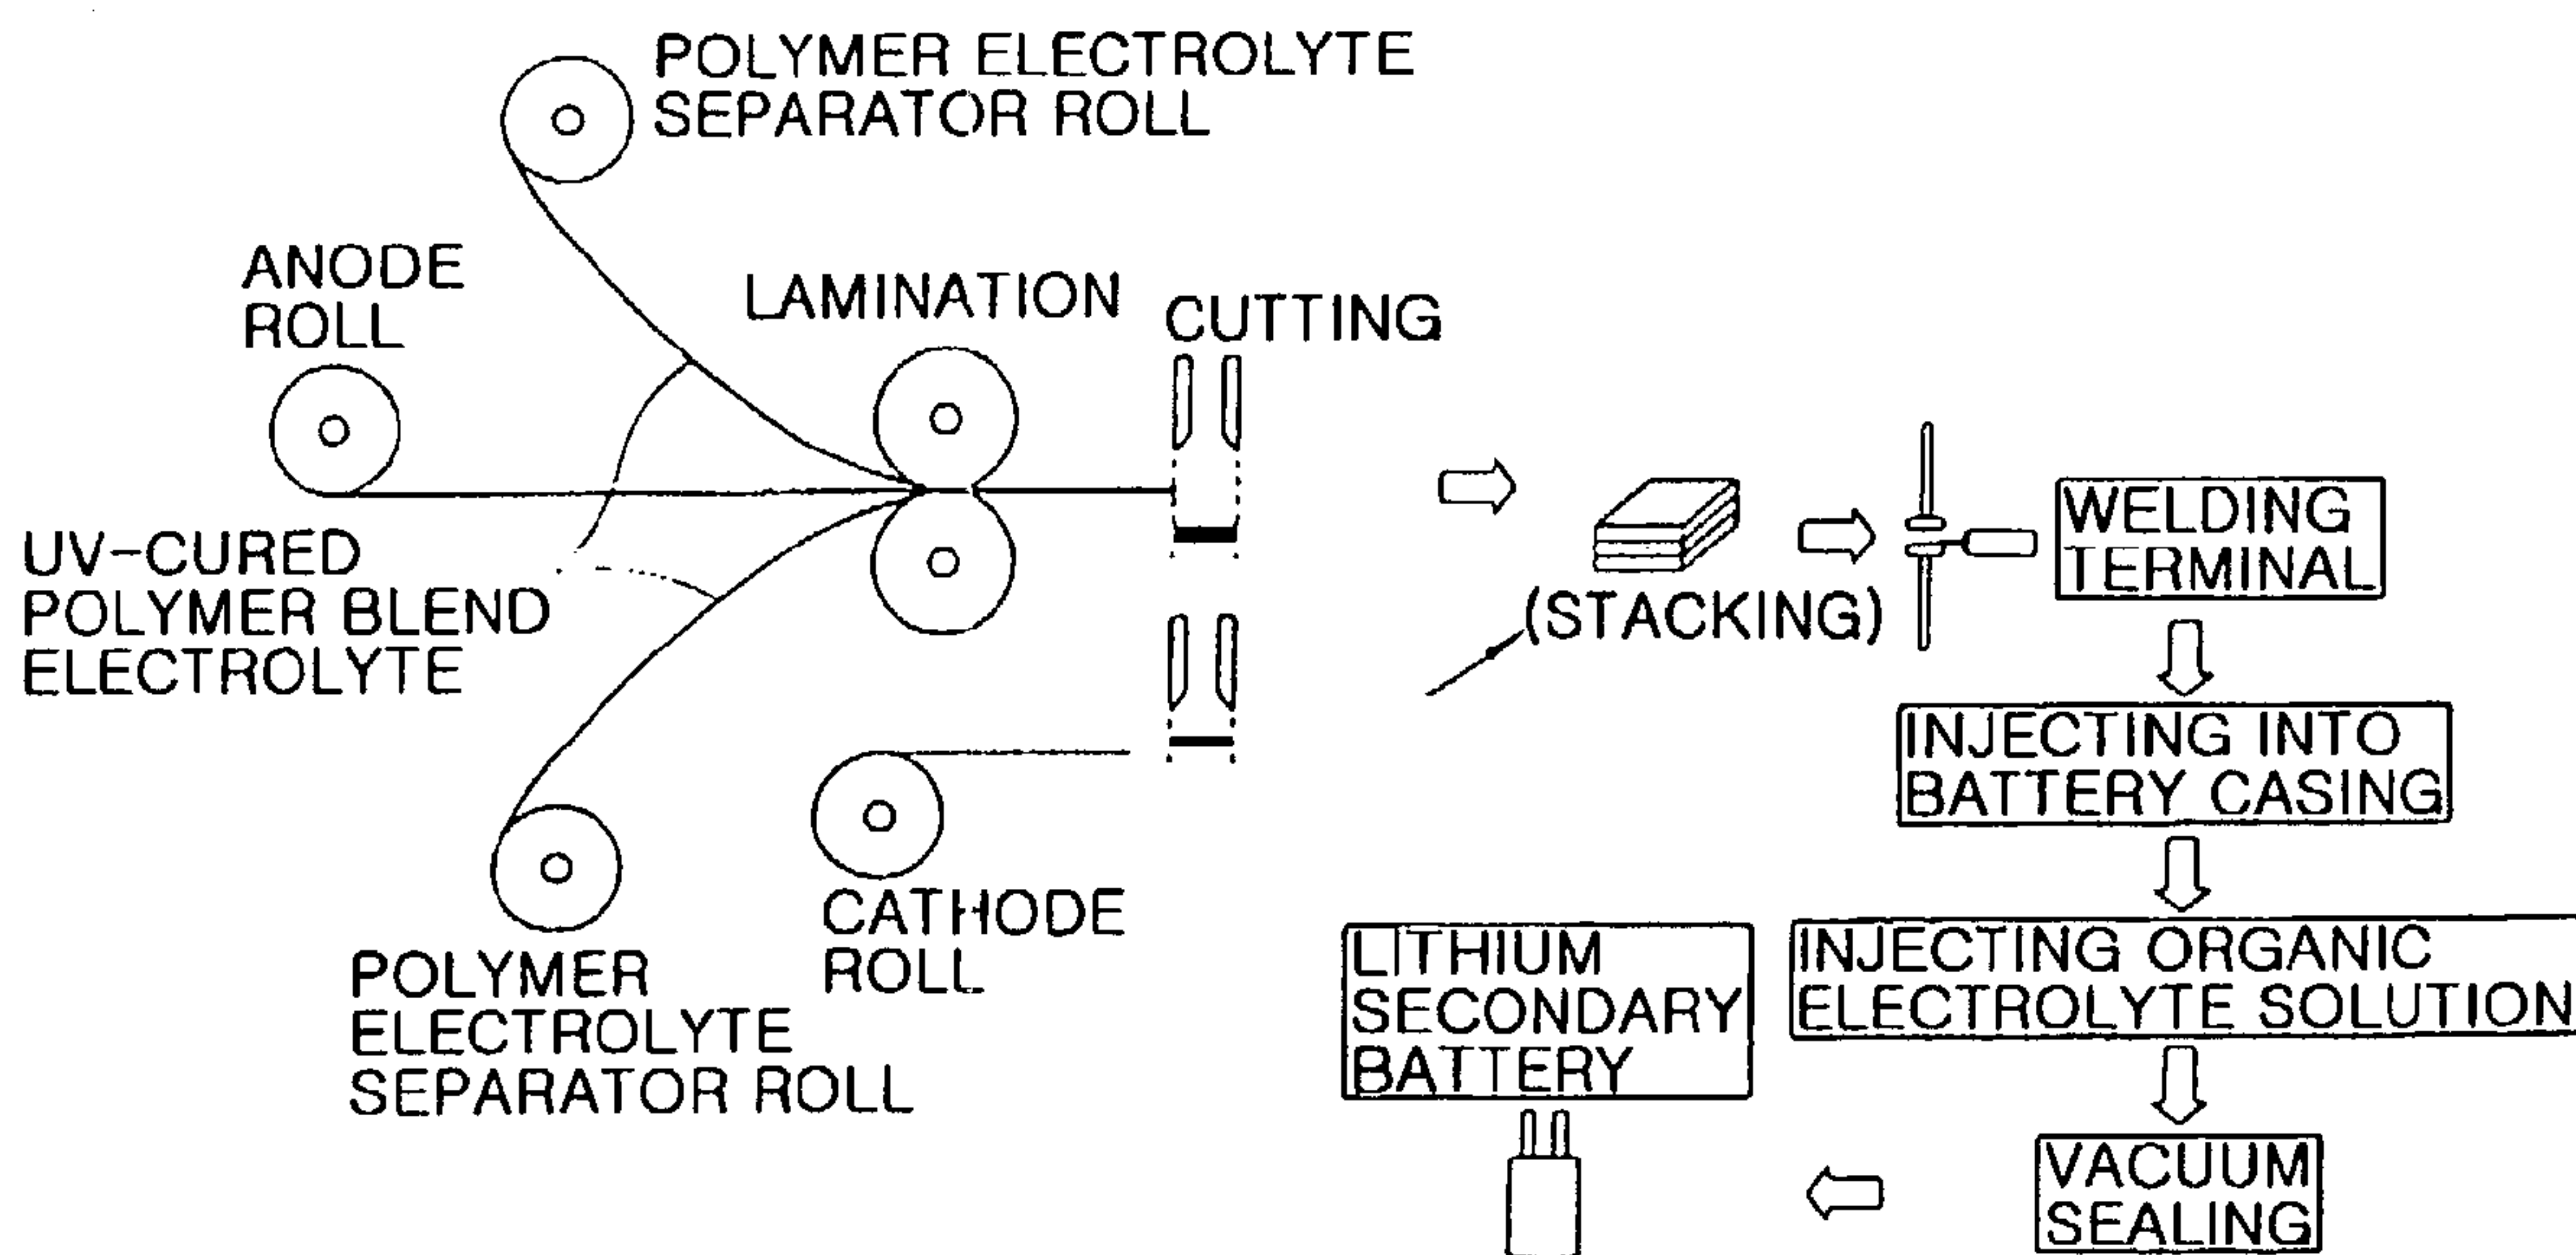 POLYMER ELECTROLYTE
SEPARATOR ROLL
ANODE
ROLL
LAMINATION
CUTTING
UV-CURED
POLYMER BLEND
ELECTROLYTE
(STACKING)
WELDING
TERMINAL
INJECTING INTO
BATTERY CASING
CATHODE
ROLL
POLYMER
ELECTROLYTE
SEPARATOR ROLL
LITHIUM
SECONDARY
BATTERY
INJECTING ORGANIC
ELECTROLYTE SOLUTION
VACUUM
SEALING